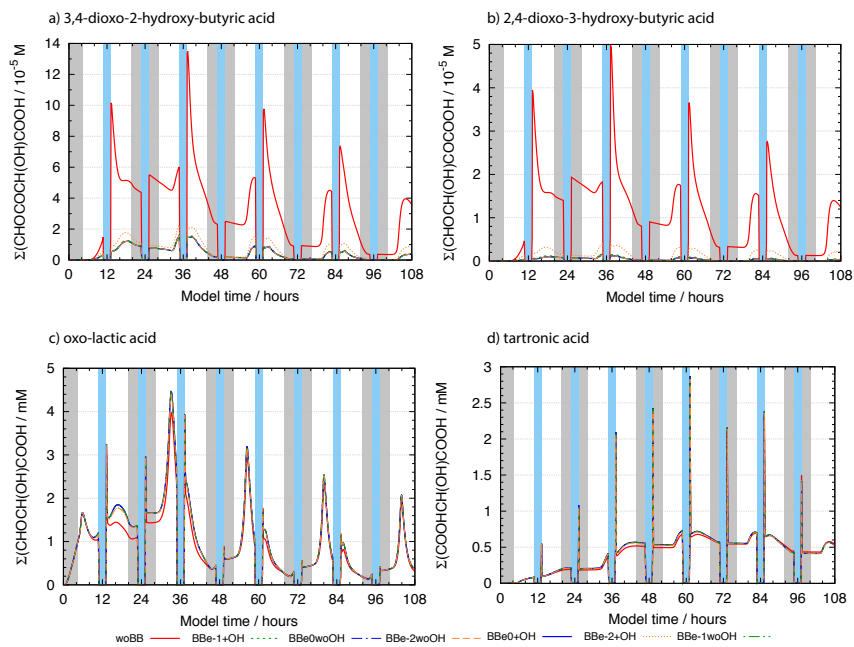 a) 3,4-dioxo-2-hydroxy-butyric acid
Σ(CHOCOCH(OH)COOH / 10⁻⁵ M
14
12
10
8
6
4
2
0
0 12 24 36 48 60 72 84 96 108
Model time / hours
b) 2,4-dioxo-3-hydroxy-butyric acid
Σ(CHOCH(OH)COCOOH / 10⁻⁵ M
5
4
3
2
1
0
0 12 24 36 48 60 72 84 96 108
Model time / hours
c) oxo-lactic acid
Σ(CHOCH(OH)COOH / mM
5
4
3
2
1
0
0 12 24 36 48 60 72 84 96 108
Model time / hours
d) tartronic acid
Σ(COOHCH(OH)COOH / mM
3
2.5
2
1.5
1
0.5
0
0 12 24 36 48 60 72 84 96 108
Model time / hours
woBB BBe-1+OH BBe0woOH BBe-2woOH BBe0+OH BBe-2+OH BBe-1woOH